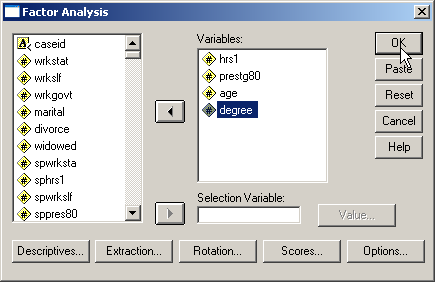 Factor Analysis
caseid
wrkstat
wrkslf
wrkgovt
marital
divorce
widowed
spwrksta
sphrs1
spwrkslf
sppres80
Variables:
hrs1
prestg80
age
degree
Selection Variable:
OK
Paste
Reset
Cancel
Help
Value...
Descriptives...
Extraction...
Rotation...
Scores...
Options...